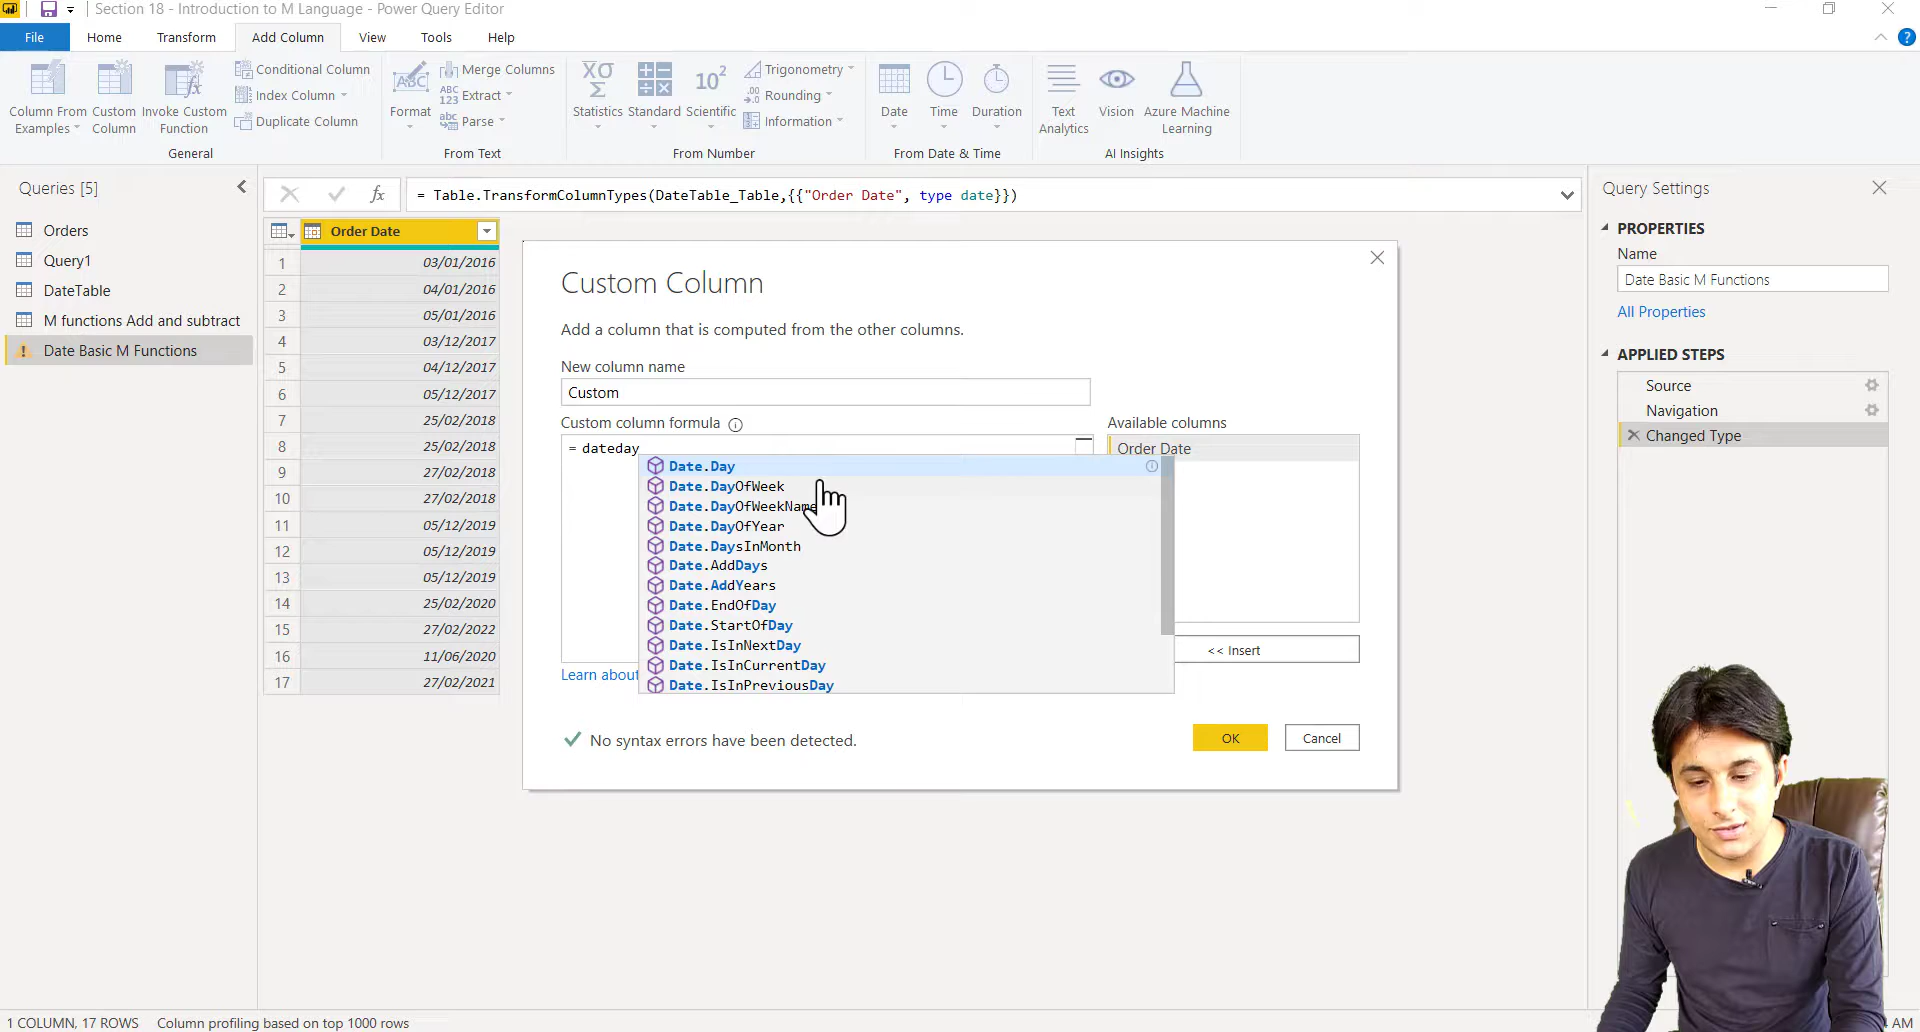 Section 18 - Introduction to M Language - Power Query Editor
File Home Transform Add Column View Tools Help
Column From Examples
Custom Column
Invoke Custom Function
Conditional Column
Index Column
Duplicate Column
General
ABC
Format
Merge Columns
ABC 123 Extract
abc Parse
From Text
XΣ
Statistics
Standard
10²
Scientific
Trigonometry
.00 Rounding
Information
From Number
Date
Time
Duration
From Date & Time
Text Analytics
Vision
Azure Machine Learning
AI Insights
Queries [5]
Orders
Query1
DateTable
M functions Add and subtract
Date Basic M Functions
fx = Table.TransformColumnTypes(DateTable_Table,{{"Order Date", type date}})
Order Date
1 03/01/2016
2 04/01/2016
3 05/01/2016
4 03/12/2017
5 04/12/2017
6 05/12/2017
7 25/02/2018
8 25/02/2018
9 27/02/2018
10 27/02/2018
11 05/12/2019
12 05/12/2019
13 05/12/2019
14 25/02/2020
15 27/02/2022
16 11/06/2020
17 27/02/2021
Custom Column
Add a column that is computed from the other columns.
New column name
Custom
Custom column formula
= dateday
Date.Day
Date.DayOfWeek
Date.DayOfWeekName
Date.DayOfYear
Date.DaysInMonth
Date.AddDays
Date.AddYears
Date.EndOfDay
Date.StartOfDay
Date.IsInNextDay
Date.IsInCurrentDay
Date.IsInPreviousDay
Available columns
Order Date
<< Insert
Learn about
No syntax errors have been detected.
OK
Cancel
Query Settings
PROPERTIES
Name
Date Basic M Functions
All Properties
APPLIED STEPS
Source
Navigation
Changed Type
1 COLUMN, 17 ROWS Column profiling based on top 1000 rows
AM